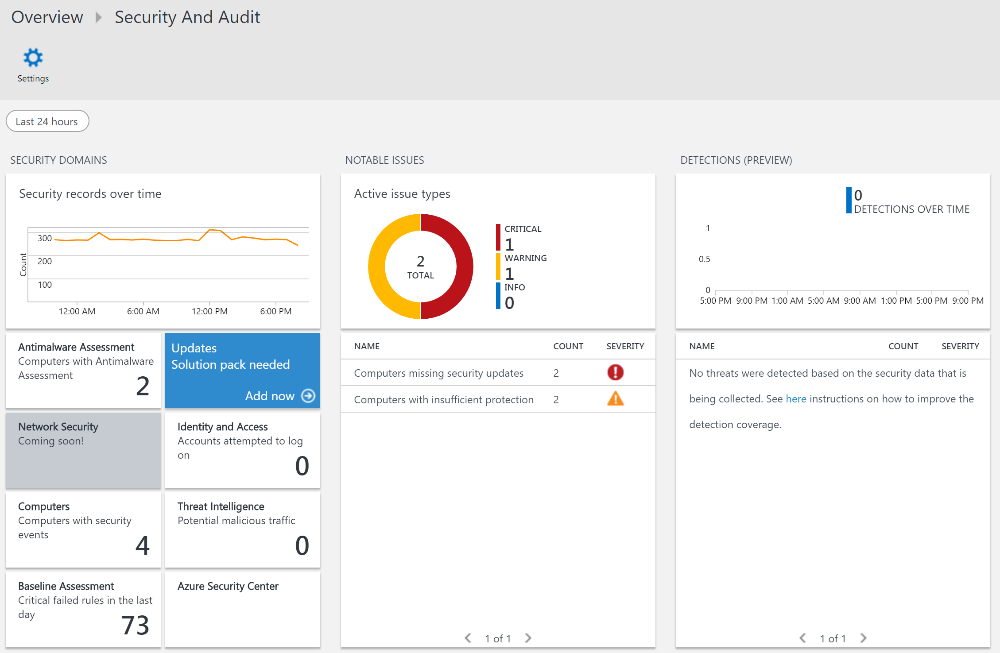 Overview Security And Audit
Settings
Last 24 hours
SECURITY DOMAINS
Security records over time
Count
300
200
100
12:00 AM 6:00 AM 12:00 PM 6:00 PM
Antimalware Assessment
Computers with Antimalware
Assessment
2
Updates
Solution pack needed
Add now
Network Security
Coming soon!
Identity and Access
Accounts attempted to log
on
0
Computers
Computers with security
events
4
Threat Intelligence
Potential malicious traffic
0
Baseline Assessment
Critical failed rules in the last
day
73
Azure Security Center
NOTABLE ISSUES
Active issue types
2
TOTAL
CRITICAL
1
WARNING
1
INFO
0
NAME COUNT SEVERITY
Computers missing security updates 2
Computers with insufficient protection 2
1 of 1
DETECTIONS (PREVIEW)
0
DETECTIONS OVER TIME
1
0.5
0
5:00 PM 9:00 PM 1:00 AM 5:00 AM 9:00 AM 1:00 PM 5:00 PM 9:00 PM
NAME COUNT SEVERITY
No threats were detected based on the security data that is
being collected. See here instructions on how to improve the
detection coverage.
1 of 1